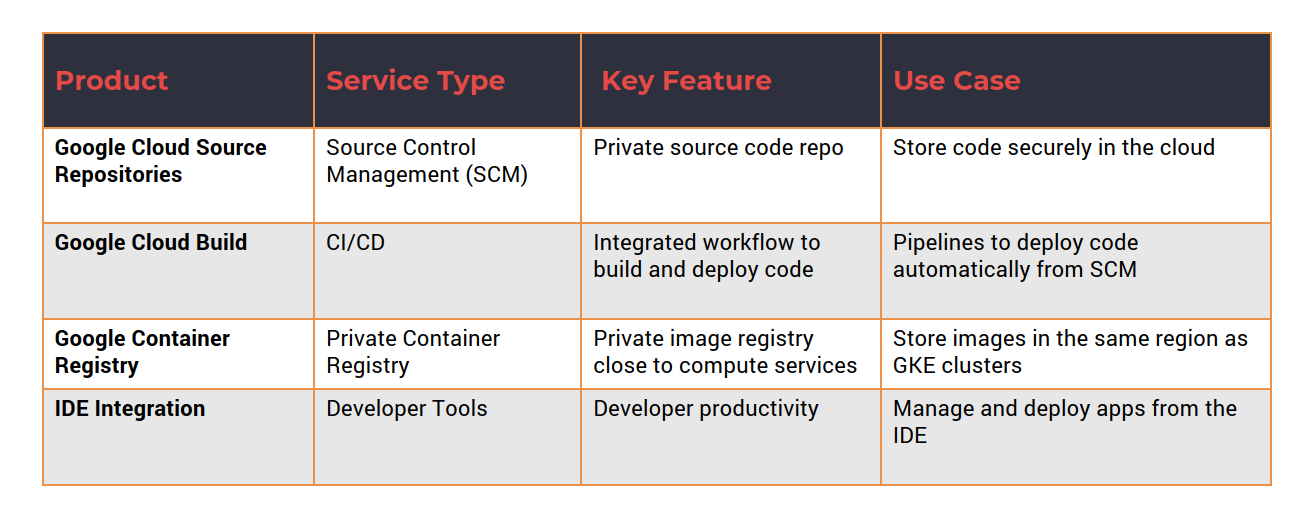 Product
Service Type
Key Feature
Use Case
Google Cloud Source
Repositories
Source Control
Management (SCM)
Private source code repo
Store code securely in the cloud
Google Cloud Build
CI/CD
Integrated workflow to
build and deploy code
Pipelines to deploy code
automatically from SCM
Google Container
Registry
Private Container
Registry
Private image registry
close to compute services
Store images in the same region as
GKE clusters
IDE Integration
Developer Tools
Developer productivity
Manage and deploy apps from the
IDE